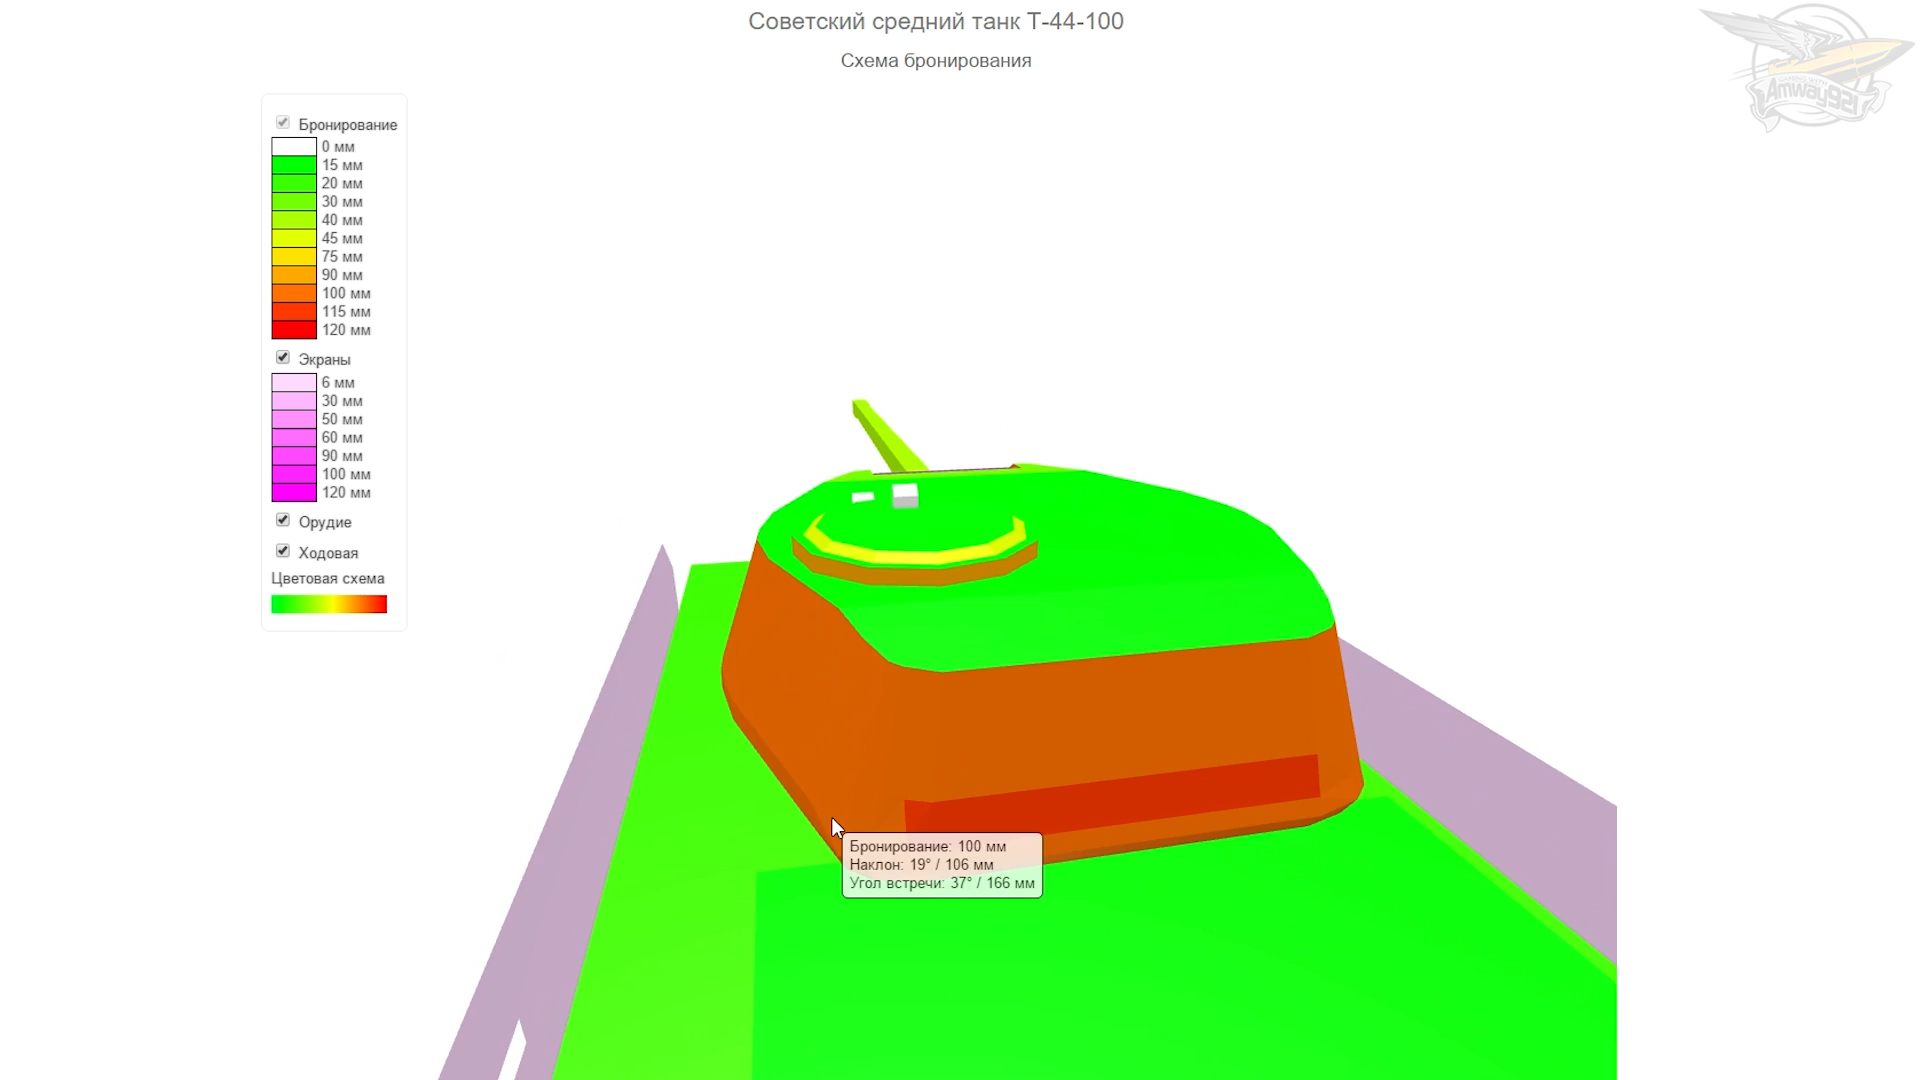 Советский средний танк Т-44-100
Схема бронирования
Amway921
Бронирование
0 мм
15 мм
20 мм
30 мм
40 мм
45 мм
75 мм
90 мм
100 мм
115 мм
120 мм
Экраны
6 мм
30 мм
50 мм
60 мм
90 мм
100 мм
120 мм
Орудие
Ходовая
Цветовая схема
Бронирование: 100 мм
Наклон: 19° / 106 мм
Угол встречи: 37° / 166 мм